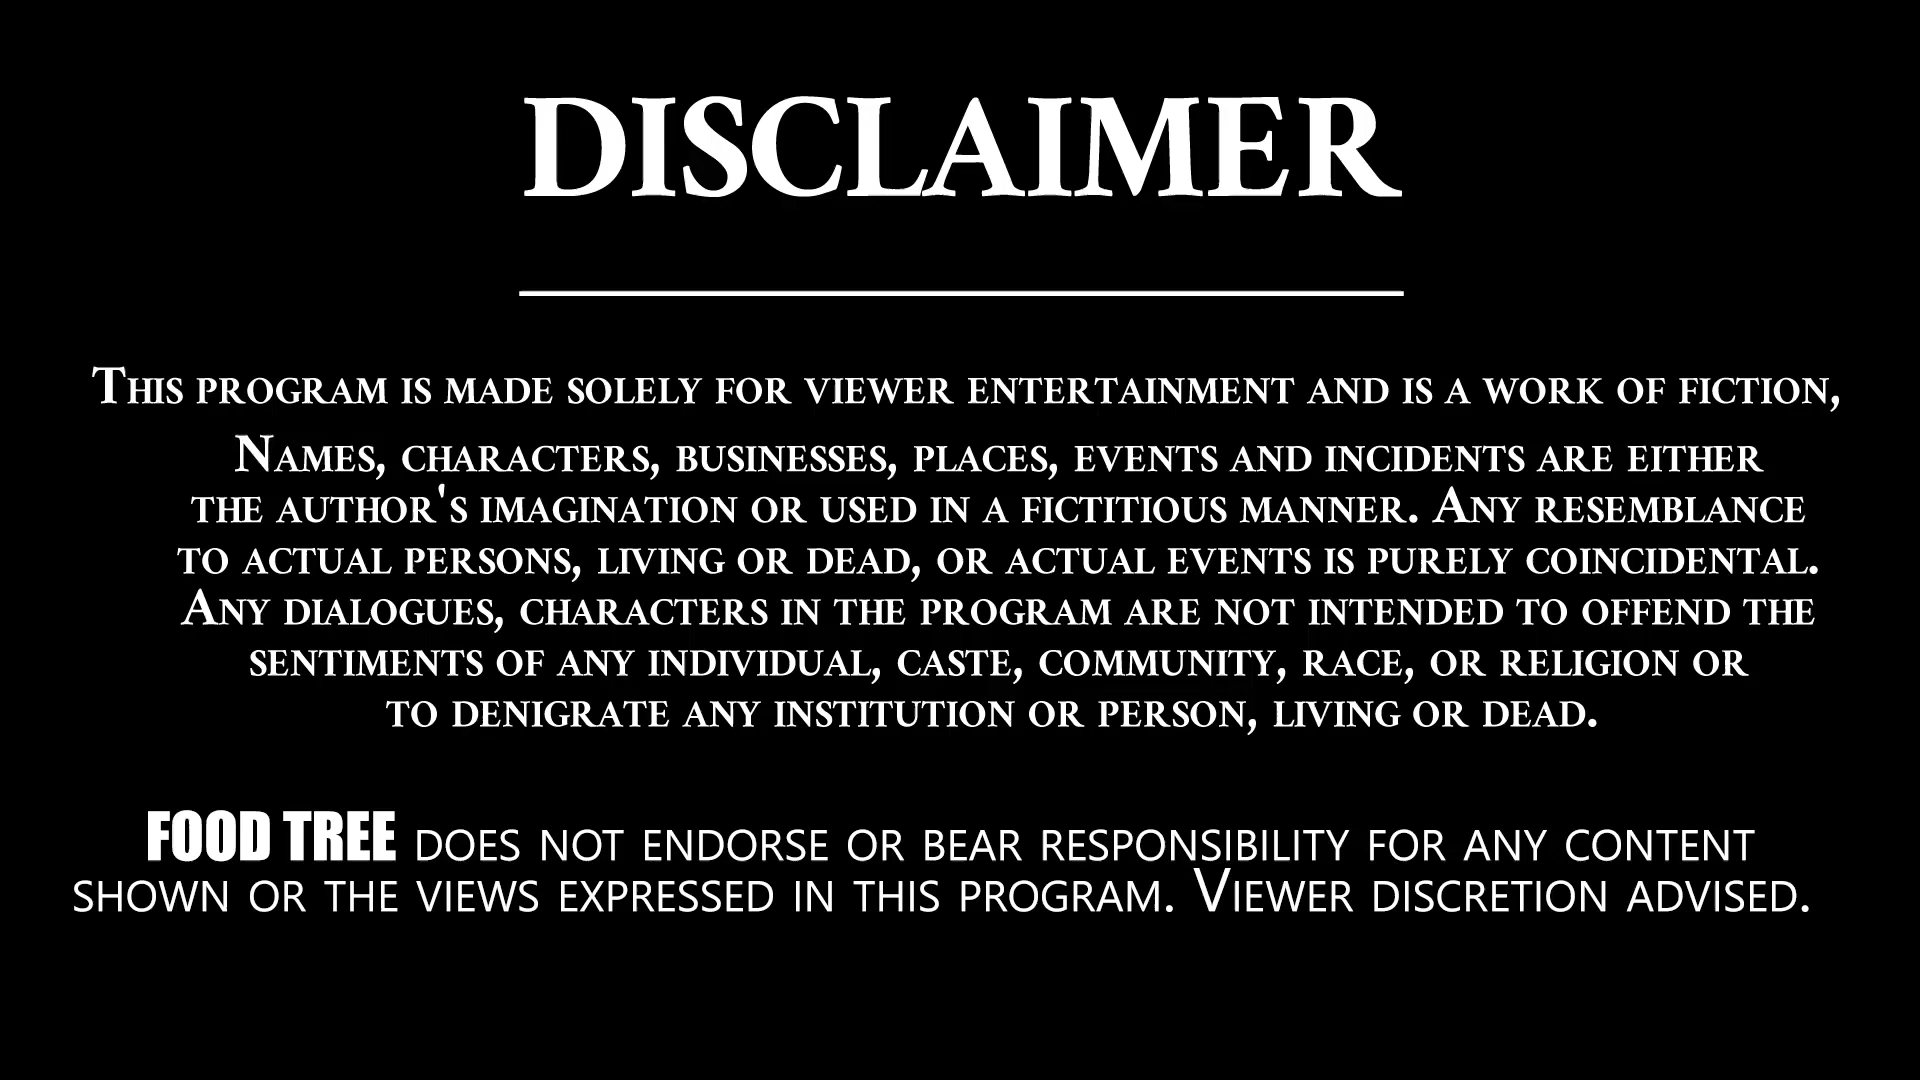 DISCLAIMER
This program is made solely for viewer entertainment and is a work of fiction,
Names, characters, businesses, places, events and incidents are either
the author's imagination or used in a fictitious manner. Any resemblance
to actual persons, living or dead, or actual events is purely coincidental.
Any dialogues, characters in the program are not intended to offend the
sentiments of any individual, caste, community, race, or religion or
to denigrate any institution or person, living or dead.
FOOD TREE does not endorse or bear responsibility for any content
shown or the views expressed in this program. Viewer discretion advised.